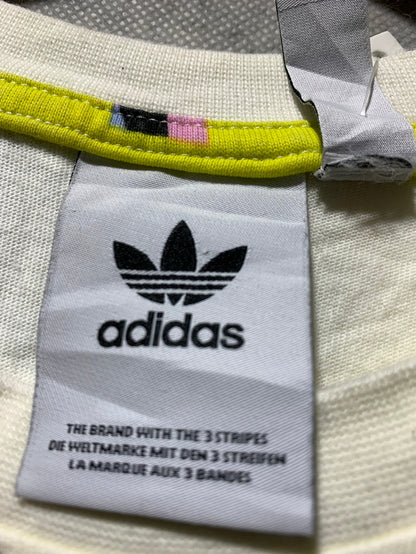 adidas
THE BRAND WITH THE 3 STRIPES
DIE WELTMARKE MIT DEN 3 STREIFEN
LA MARQUE AUX 3 BANDES